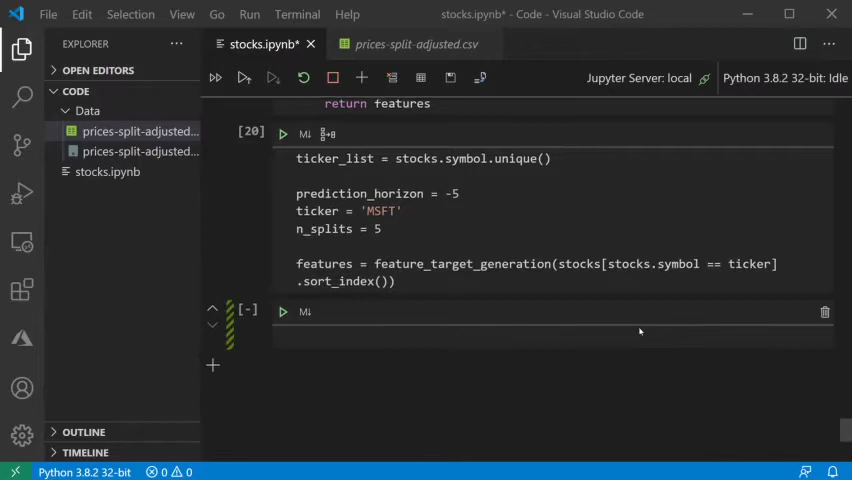 File Edit Selection View Go Run Terminal Help stocks.ipynb* - Code - Visual Studio Code
EXPLORER
stocks.ipynb*
prices-split-adjusted.csv
OPEN EDITORS
CODE
Data
prices-split-adjusted...
prices-split-adjusted...
stocks.ipynb
OUTLINE
TIMELINE
Jupyter Server: local Python 3.8.2 32-bit: Idle
return features
[20]
M↓
ticker_list = stocks.symbol.unique()
prediction_horizon = -5
ticker = 'MSFT'
n_splits = 5
features = feature_target_generation(stocks[stocks.symbol == ticker]
.sort_index())
[-]
M↓
Python 3.8.2 32-bit 0 0